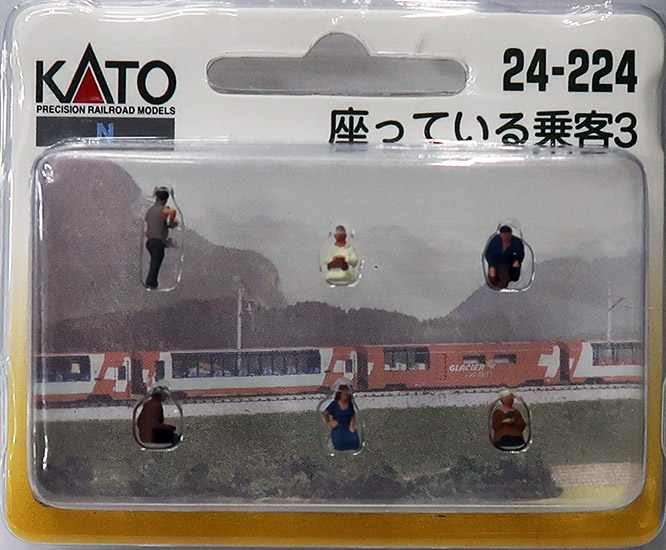 KATO
PRECISION RAILROAD MODELS
N
24-224
座っている乗客3
GLACIER